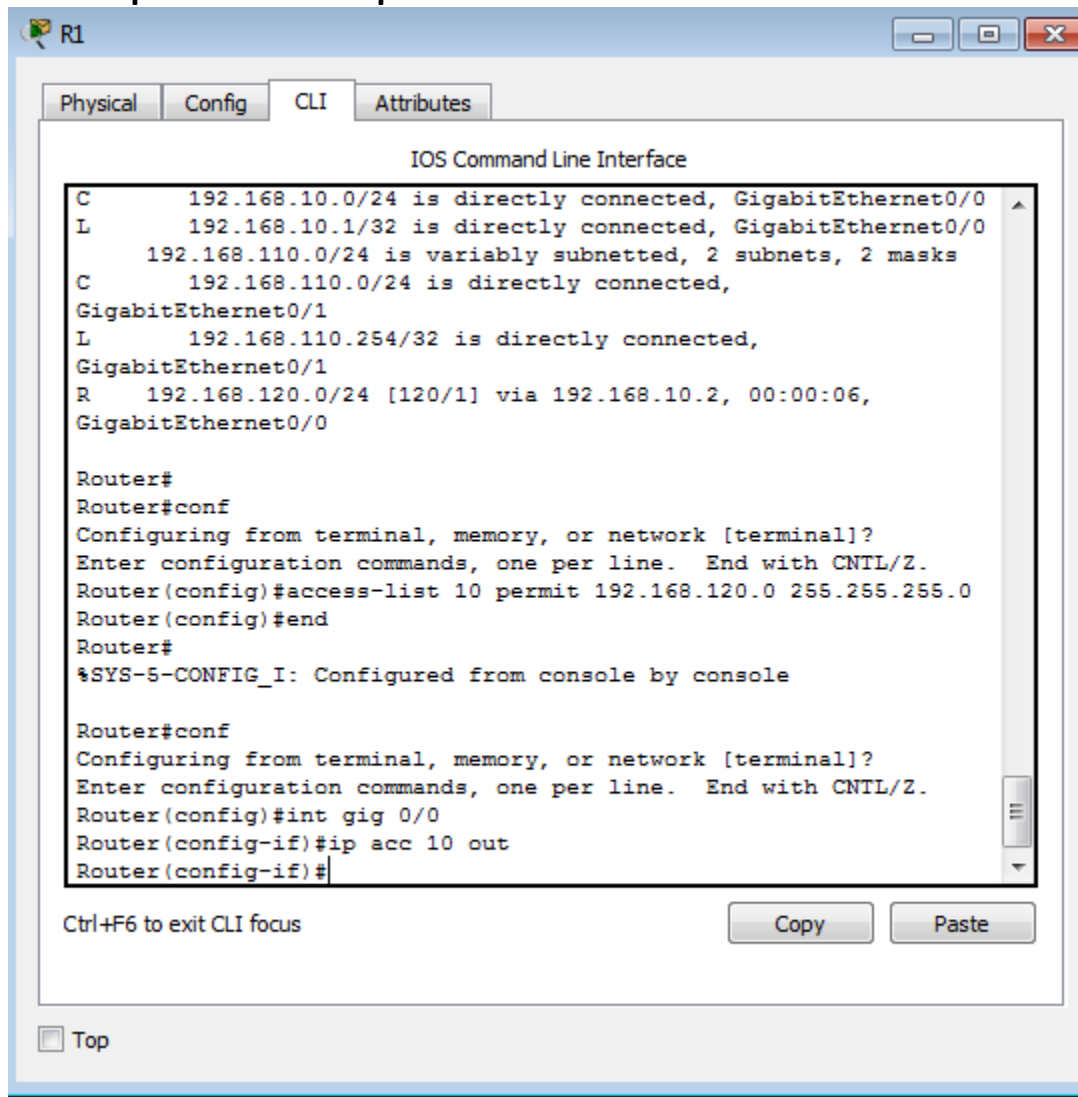 R1
Physical Config CLI Attributes
IOS Command Line Interface
C 192.168.10.0/24 is directly connected, GigabitEthernet0/0
L 192.168.10.1/32 is directly connected, GigabitEthernet0/0
192.168.110.0/24 is variably subnetted, 2 subnets, 2 masks
C 192.168.110.0/24 is directly connected,
GigabitEthernet0/1
L 192.168.110.254/32 is directly connected,
GigabitEthernet0/1
R 192.168.120.0/24 [120/1] via 192.168.10.2, 00:00:06,
GigabitEthernet0/0
Router#
Router#conf
Configuring from terminal, memory, or network [terminal]?
Enter configuration commands, one per line. End with CNTL/Z.
Router(config)#access-list 10 permit 192.168.120.0 255.255.255.0
Router(config)#end
Router#
%SYS-5-CONFIG_I: Configured from console by console
Router#conf
Configuring from terminal, memory, or network [terminal]?
Enter configuration commands, one per line. End with CNTL/Z.
Router(config)#int gig 0/0
Router(config-if)#ip acc 10 out
Router(config-if)#
Ctrl+F6 to exit CLI focus
Copy Paste
Top